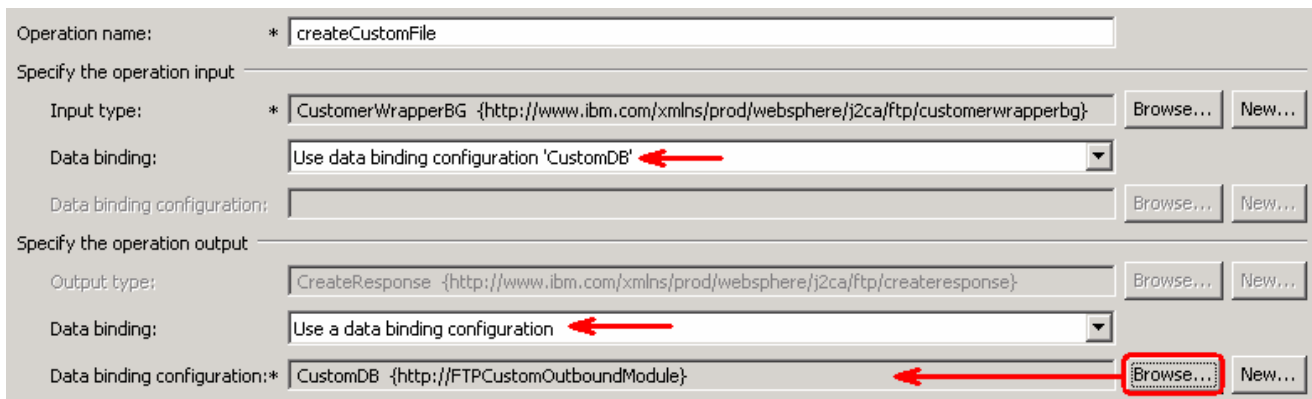 Operation name: * createCustomFile
Specify the operation input
Input type: * CustomerWrapperBG {http://www.ibm.com/xmlns/prod/websphere/j2ca/ftp/customerwrapperbg} Browse... New...
Data binding: Use data binding configuration 'CustomDB'
Data binding configuration: Browse... New...
Specify the operation output
Output type: CreateResponse {http://www.ibm.com/xmlns/prod/websphere/j2ca/ftp/createresponse} Browse... New...
Data binding: Use a data binding configuration
Data binding configuration:* CustomDB {http://FTPCustomOutboundModule} Browse... New...